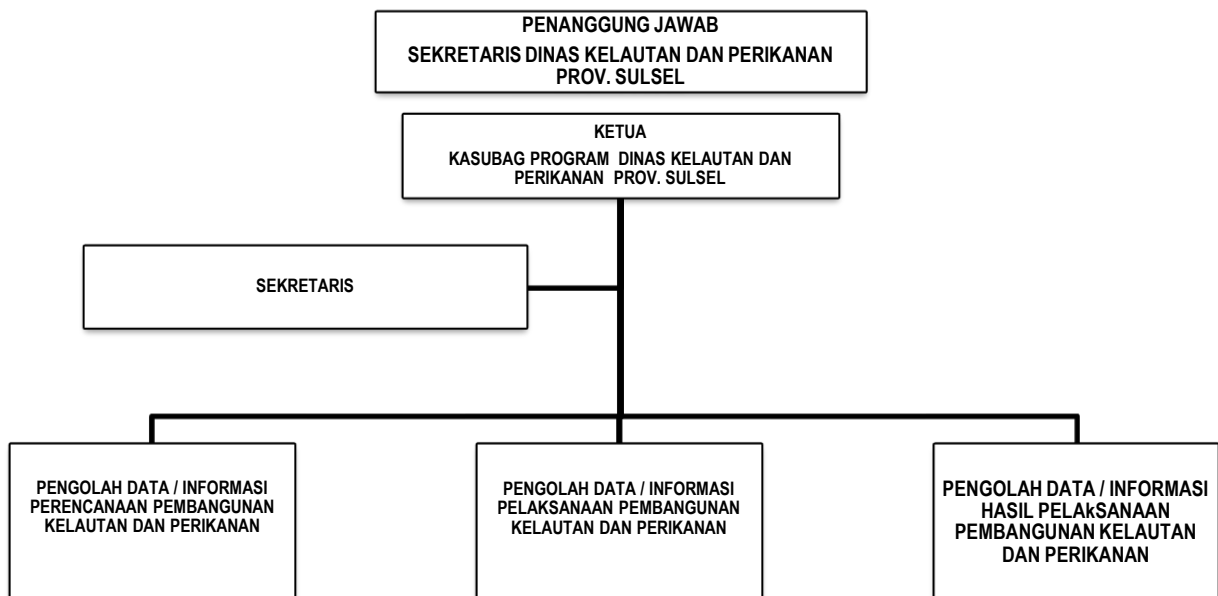 PENANGGUNG JAWAB
SEKRETARIS DINAS KELAUTAN DAN PERIKANAN
PROV. SULSEL
KETUA
KASUBAG PROGRAM DINAS KELAUTAN DAN
PERIKANAN PROV. SULSEL
SEKRETARIS
PENGOLAH DATA / INFORMASI
PERENCANAAN PEMBANGUNAN
KELAUTAN DAN PERIKANAN
PENGOLAH DATA / INFORMASI
PELAKSANAAN PEMBANGUNAN
KELAUTAN DAN PERIKANAN
PENGOLAH DATA / INFORMASI
HASIL PELAkSANAAN
PEMBANGUNAN KELAUTAN
DAN PERIKANAN